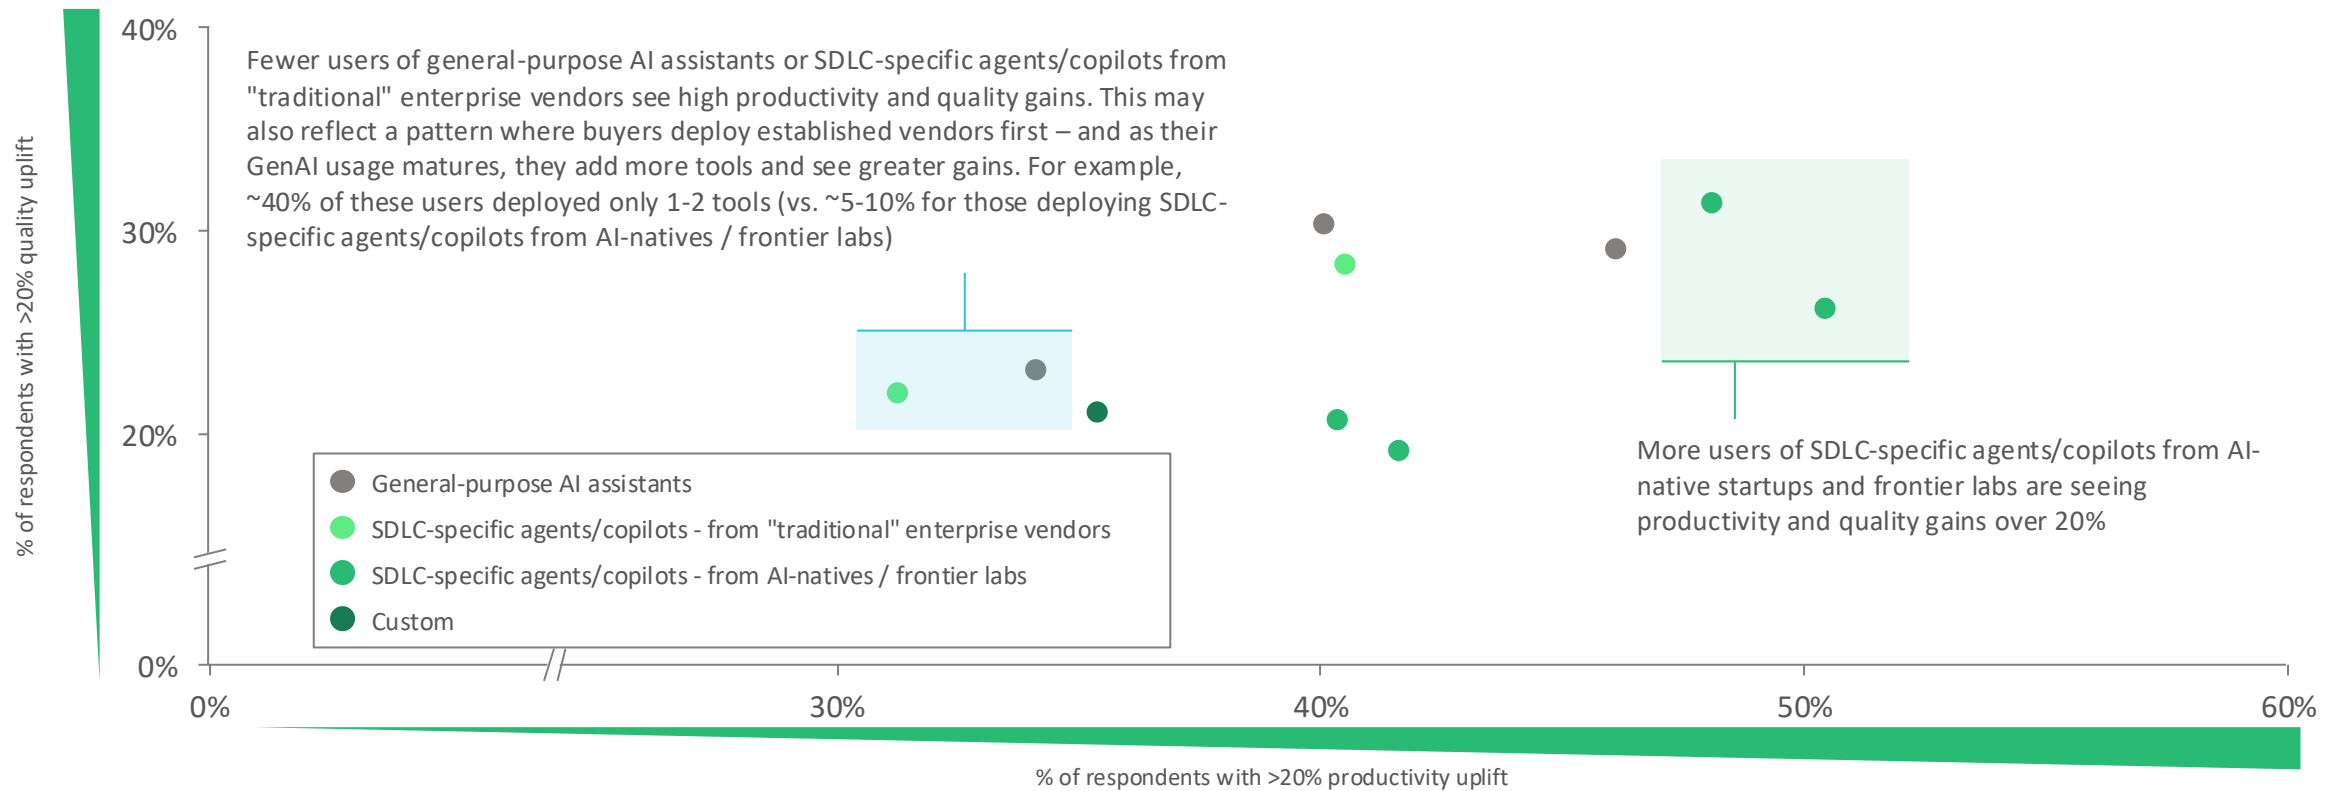 40%
30%
20%
0%
% of respondents with >20% quality uplift
Fewer users of general-purpose AI assistants or SDLC-specific agents/copilots from
"traditional" enterprise vendors see high productivity and quality gains. This may
also reflect a pattern where buyers deploy established vendors first – and as their
GenAI usage matures, they add more tools and see greater gains. For example,
~40% of these users deployed only 1-2 tools (vs. ~5-10% for those deploying SDLC-
specific agents/copilots from AI-natives / frontier labs)
General-purpose AI assistants
SDLC-specific agents/copilots - from "traditional" enterprise vendors
SDLC-specific agents/copilots - from AI-natives / frontier labs
Custom
More users of SDLC-specific agents/copilots from AI-
native startups and frontier labs are seeing
productivity and quality gains over 20%
0%
30%
40%
50%
60%
% of respondents with >20% productivity uplift